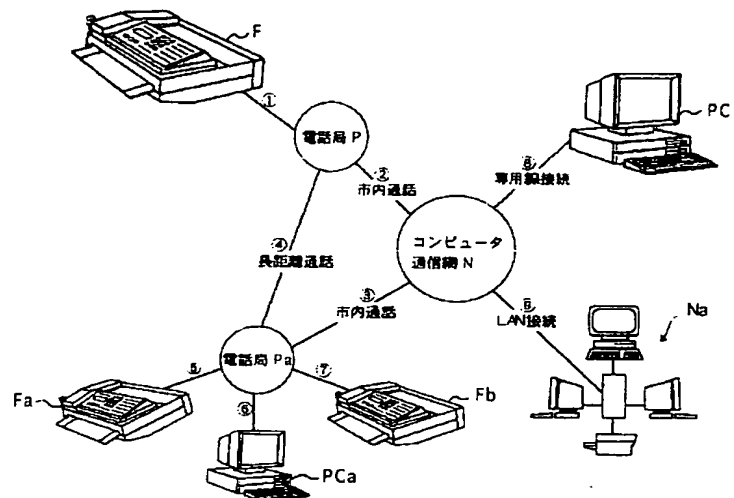 F
①
電話局 P
②
市内通話
PC
⑧
専用線接続
コンピュータ
通信網 N
④
長距離通話
③
市内通話
⑨
LAN接続
Na
電話局 Pa
⑤
⑦
Fa
⑥
Fb
PCa